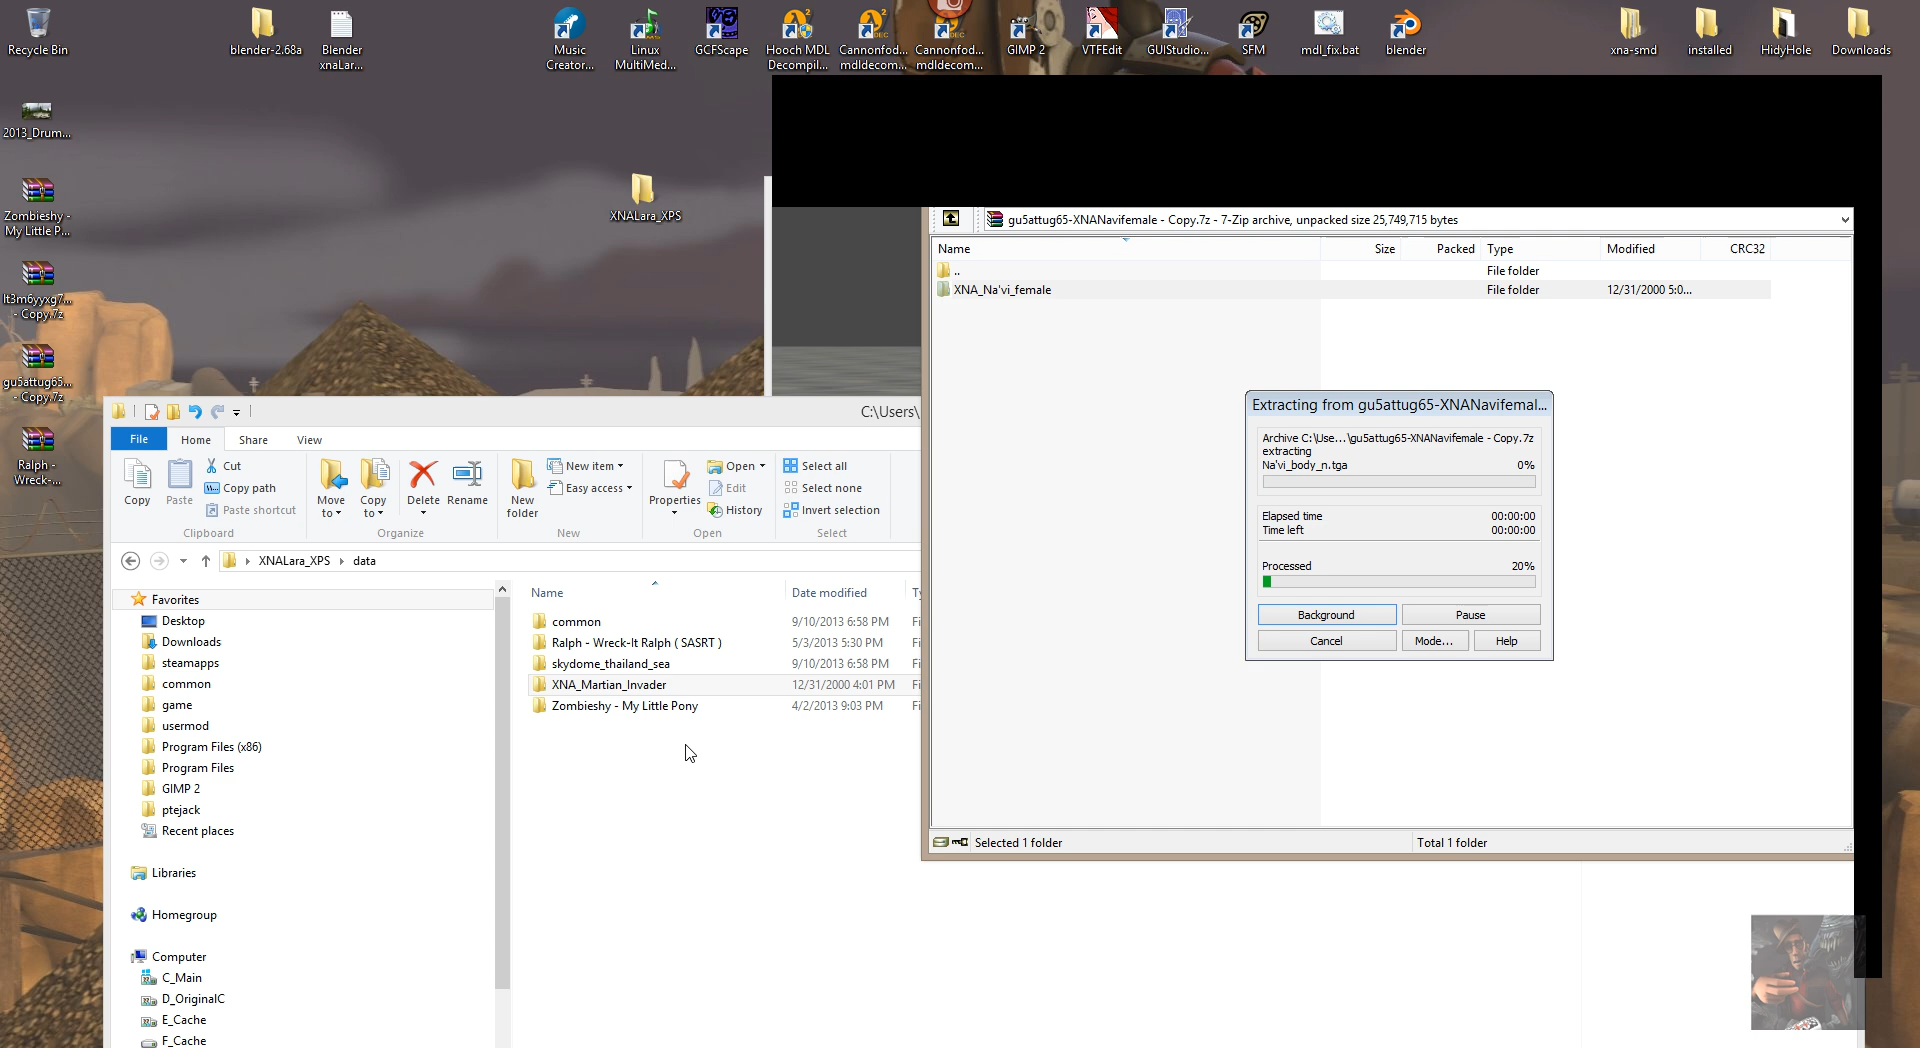 Recycle Bin
blender-2.68a
Blender
xnaLar...
Music
Creator...
Linux
MultiMed...
GCFScape
Hooch MDL
Decompil...
Cannonfod...
mdldecom...
Cannonfod...
mdldecom...
GIMP 2
VTFEdit
GUIStudio...
SFM
mdl_fix.bat
blender
xna-smd
installed
HidyHole
Downloads
2013_Drum...
Zombieshy -
My Little P...
lt3m6yyxg7...
- Copy.7z
gu5attug65...
- Copy.7z
Ralph -
Wreck-...
XNALara_XPS
gu5attug65-XNANavifemale - Copy.7z - 7-Zip archive, unpacked size 25,749,715 bytes
Name Size Packed Type Modified CRC32
.. File folder
XNA_Na'vi_female File folder 12/31/2000 5:0...
Extracting from gu5attug65-XNANavifemal...
Archive C:\Use...\gu5attug65-XNANavifemale - Copy.7z
extracting
Na'vi_body_n.tga 0%
Elapsed time 00:00:00
Time left 00:00:00
Processed 20%
Background Pause
Cancel Mode... Help
Selected 1 folder Total 1 folder
C:\Users\
File Home Share View
Copy
Paste
Cut
Copy path
Paste shortcut
Clipboard
Move
to
Copy
to
Delete
Rename
Organize
New
folder
New item
Easy access
New
Properties
Open
Edit
History
Open
Select all
Select none
Invert selection
Select
XNALara_XPS data
Favorites
Desktop
Downloads
steamapps
common
game
usermod
Program Files (x86)
Program Files
GIMP 2
ptejack
Recent places
Libraries
Homegroup
Computer
C_Main
D_OriginalC
E_Cache
F_Cache
Name Date modified Ty
common 9/10/2013 6:58 PM Fi
Ralph - Wreck-It Ralph ( SASRT ) 5/3/2013 5:30 PM Fi
skydome_thailand_sea 9/10/2013 6:58 PM Fi
XNA_Martian_Invader 12/31/2000 4:01 PM Fi
Zombieshy - My Little Pony 4/2/2013 9:03 PM Fi